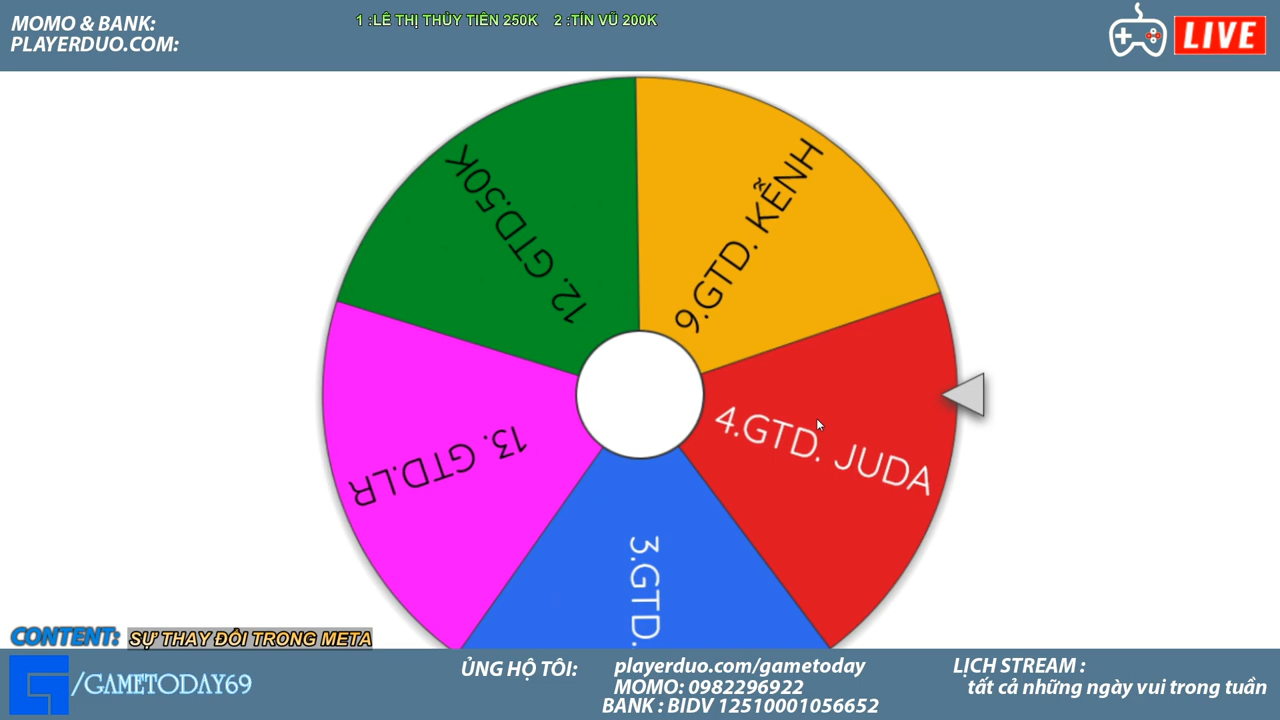 MOMO & BANK:
PLAYERDUO.COM:
1 :LÊ THỊ THỦY TIÊN 250K 2 :TÍN VŨ 200K
LIVE
12. GTD.50K
9.GTD. KỄNH
4.GTD. JUDA
13. GTD.LR
3.GTD.
CONTENT: SỰ THAY ĐỔI TRONG META
/GAMETODAY69
ỦNG HỘ TÔI:
playerduo.com/gametoday
MOMO: 0982296922
BANK : BIDV 12510001056652
LỊCH STREAM :
tất cả những ngày vui trong tuần